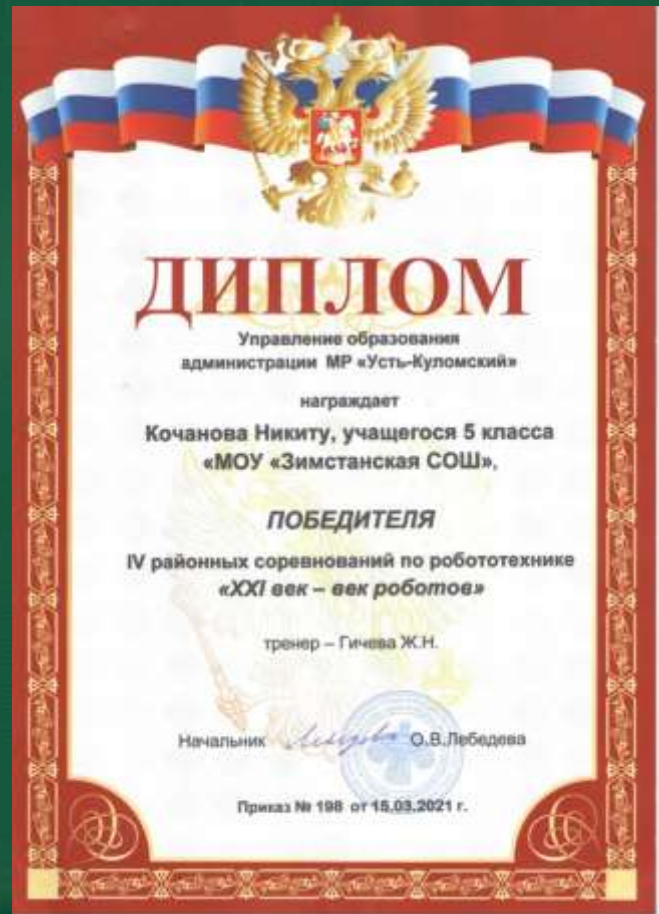 ДИПЛОМ
Управление образования
администрации МР «Усть-Куломский»
награждает
Кочанова Никиту, учащегося 5 класса
«МОУ «Зимстанская СОШ»,
ПОБЕДИТЕЛЯ
IV районных соревнований по робототехнике
«XXI век – век роботов»
тренер – Гичева Ж.Н.
Начальник О.В.Лебедева
Приказ № 198 от 15.03.2021 г.